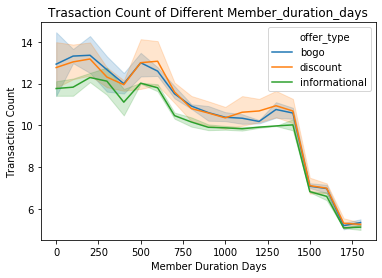 Trasaction Count of Different Member_duration_days
offer_type
bogo
discount
informational
Transaction Count
14
12
10
8
6
0 250 500 750 1000 1250 1500 1750
Member Duration Days